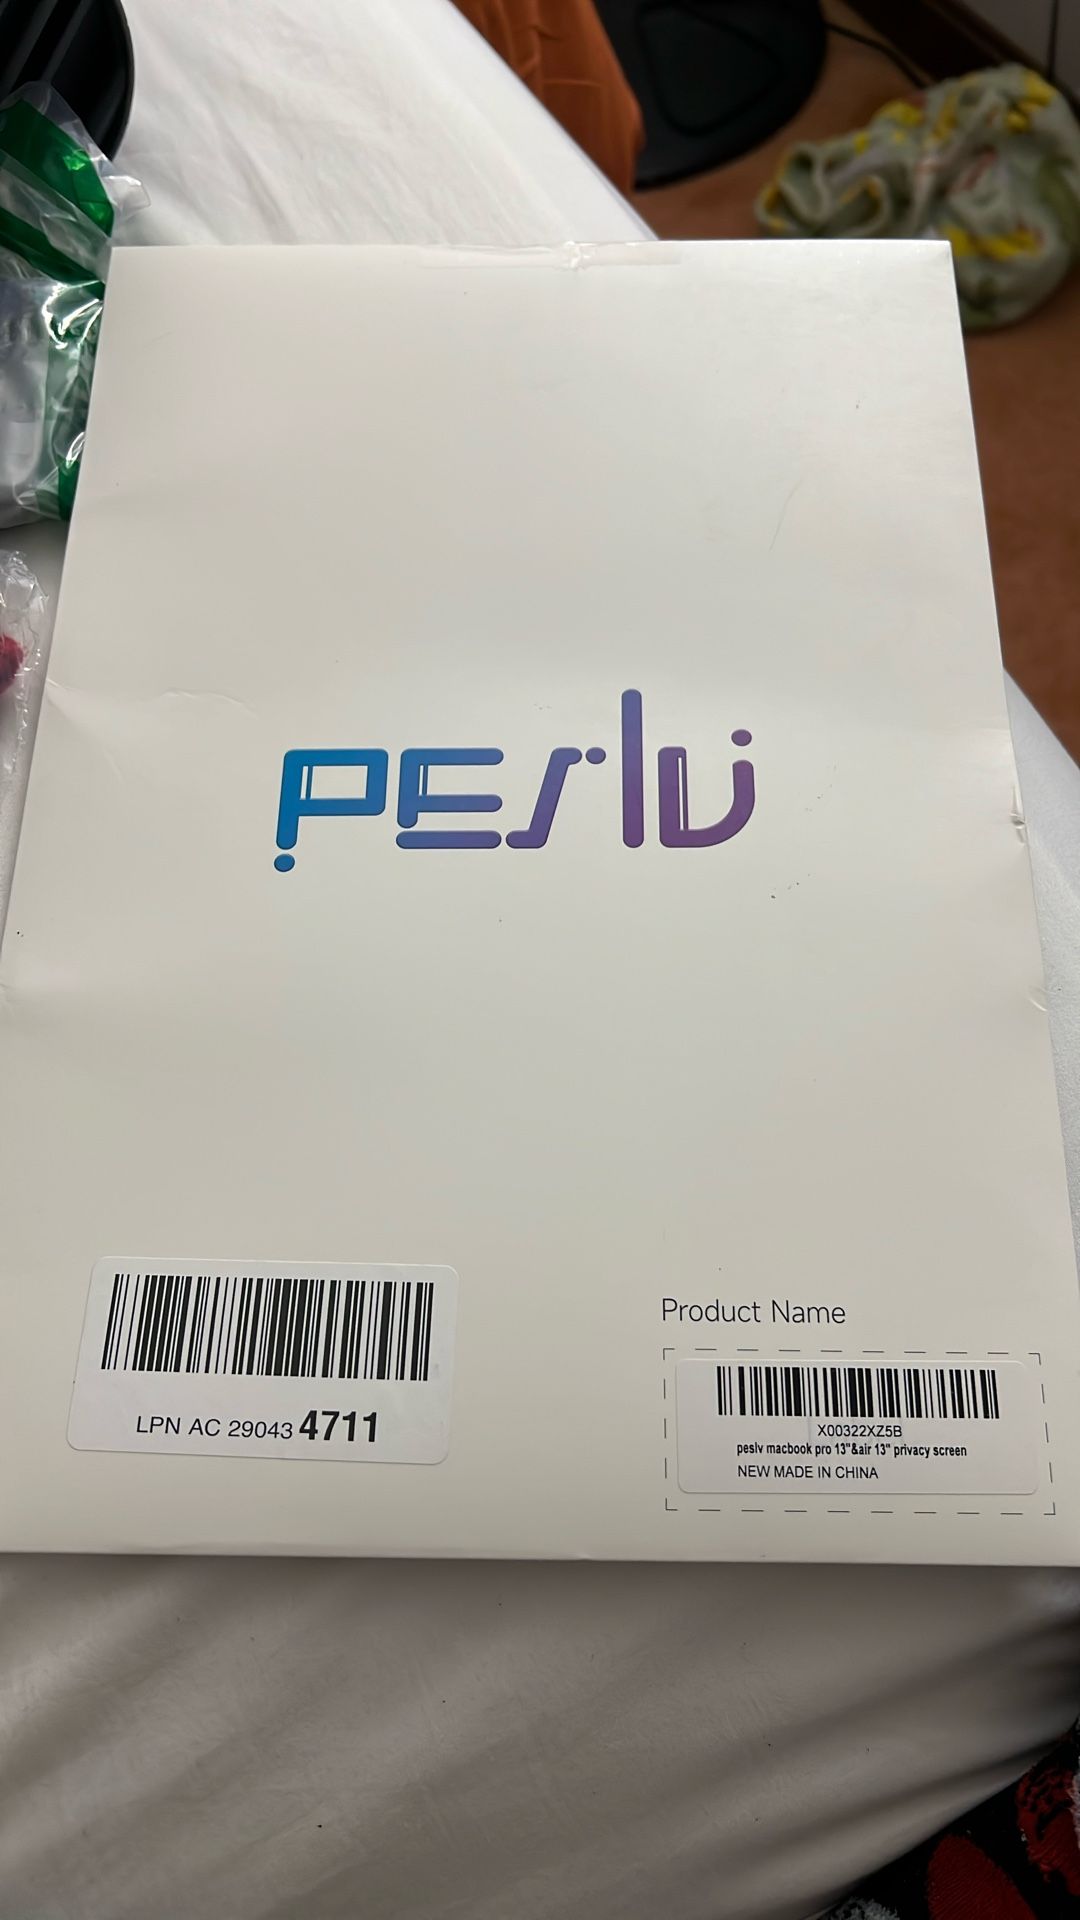 PESLV
LPN AC 29043 4711
Product Name
X00322XZ5B
peslv macbook pro 13"&air 13" privacy screen
NEW MADE IN CHINA